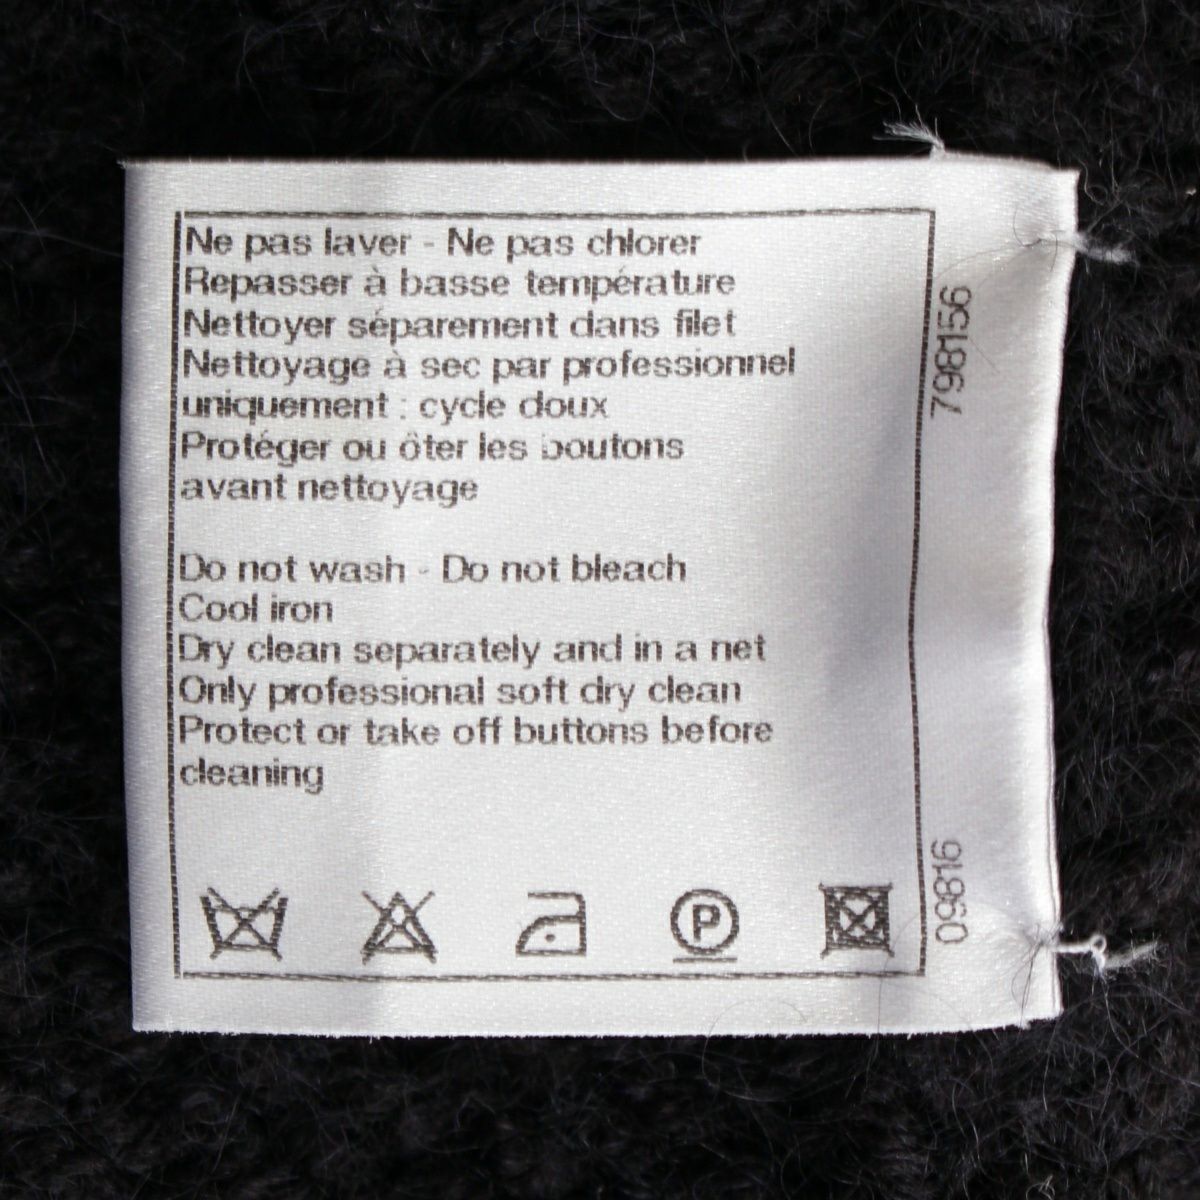 Ne pas laver - Ne pas chlorer
Repasser à basse température
Nettoyer séparement dans filet
Nettoyage à sec par professionnel
uniquement : cycle doux
Protéger ou ôter les boutons
avant nettoyage
Do not wash - Do not bleach
Cool iron
Dry clean separately and in a net
Only professional soft dry clean
Protect or take off buttons before
cleaning
P
798156
09816